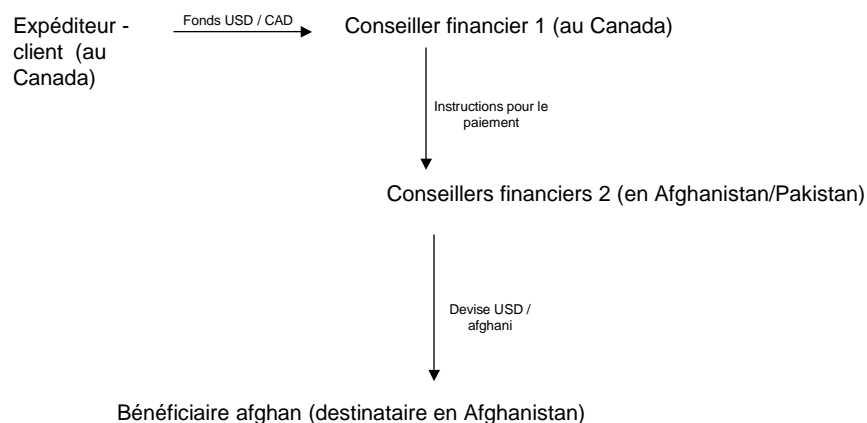 Expéditeur -
client (au
Canada)
Fonds USD / CAD
Conseiller financier 1 (au Canada)
Instructions pour le
paiement
Conseillers financiers 2 (en Afghanistan/Pakistan)
Devise USD /
afghani
Bénéficiaire afghan (destinataire en Afghanistan)